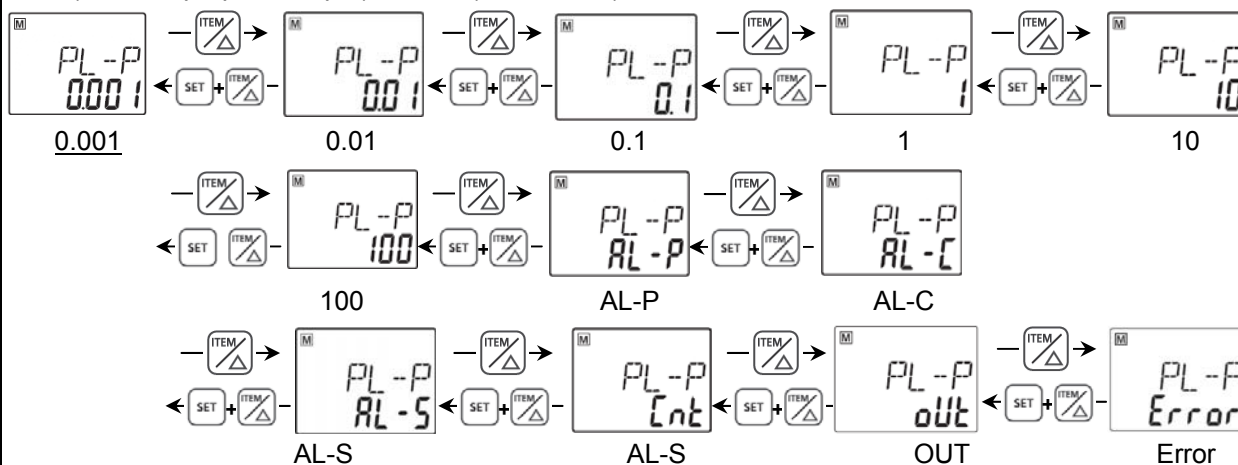 M ITEM M ITEM M ITEM M ITEM M
PL-P PL-P PL-P PL-P PL-P
0.001 SET + ITEM 0.01 SET + ITEM 0.1 SET + ITEM 1 SET + ITEM 10
0.001 0.01 0.1 1 10
ITEM M ITEM M ITEM M
PL-P PL-P PL-P
SET ITEM 100 SET + ITEM AL-P SET + ITEM AL-C
100 AL-P AL-C
ITEM M ITEM M ITEM M ITEM M
PL-P PL-P PL-P PL-P
SET + ITEM AL-S SET + ITEM Cnt SET + ITEM oUt SET + ITEM Error
AL-S AL-S OUT Error